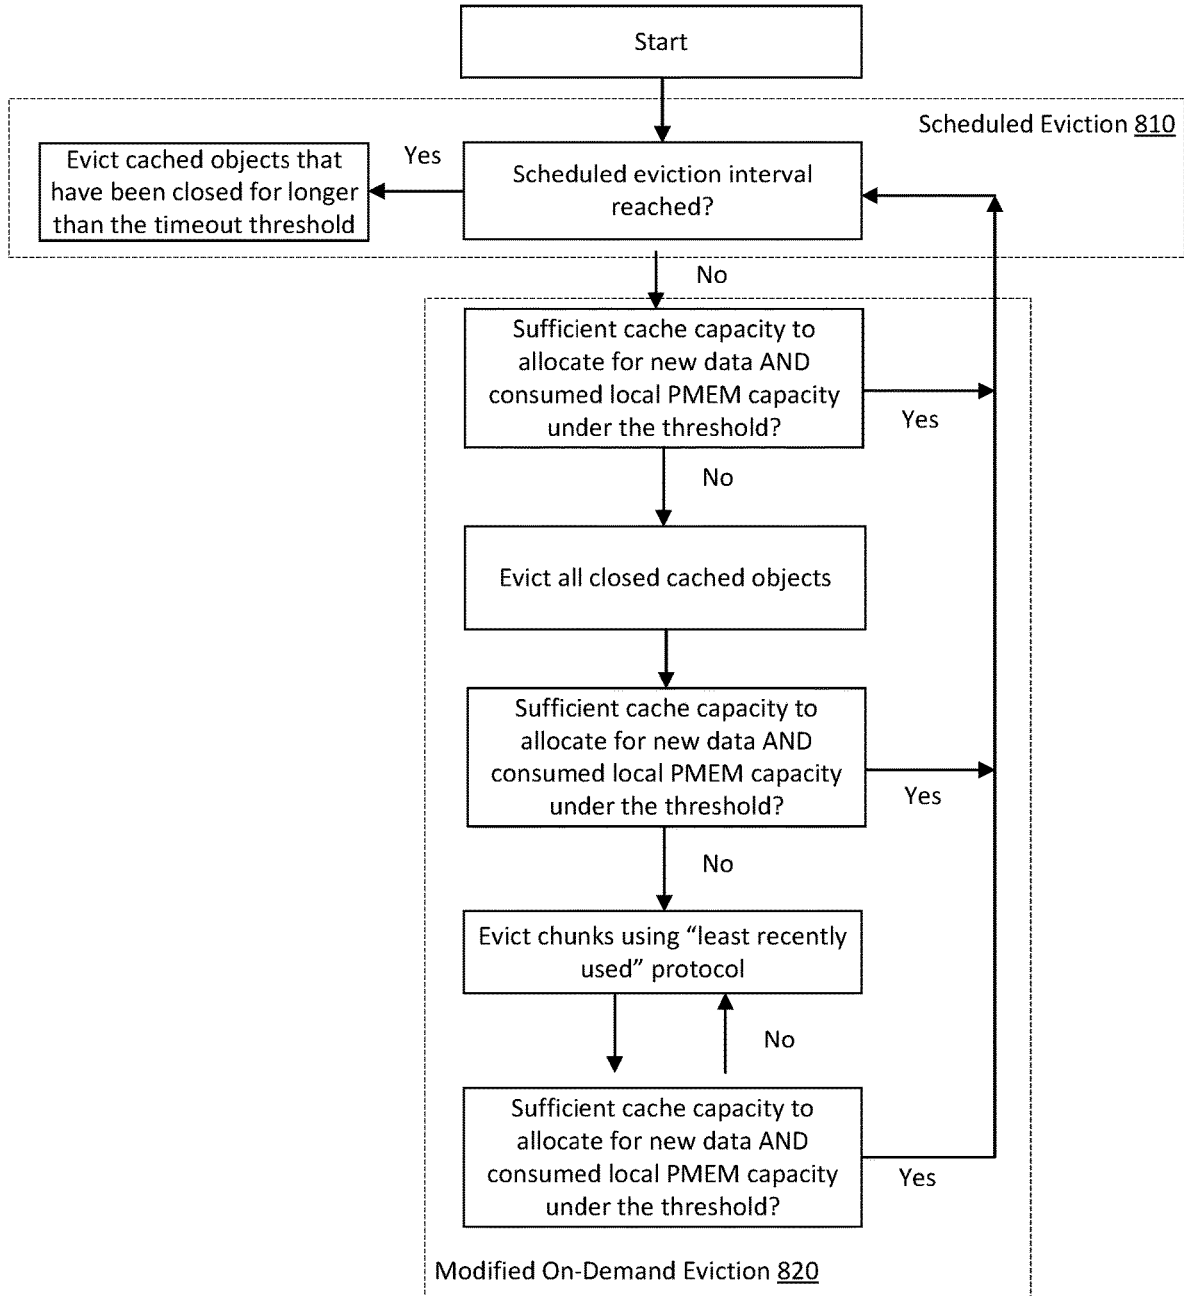 Start
Scheduled Eviction 810
Evict cached objects that
have been closed for longer
than the timeout threshold
Yes
Scheduled eviction interval
reached?
No
Sufficient cache capacity to
allocate for new data AND
consumed local PMEM capacity
under the threshold?
Yes
No
Evict all closed cached objects
Sufficient cache capacity to
allocate for new data AND
consumed local PMEM capacity
under the threshold?
Yes
No
Evict chunks using “least recently
used” protocol
No
Sufficient cache capacity to
allocate for new data AND
consumed local PMEM capacity
under the threshold?
Yes
Modified On-Demand Eviction 820